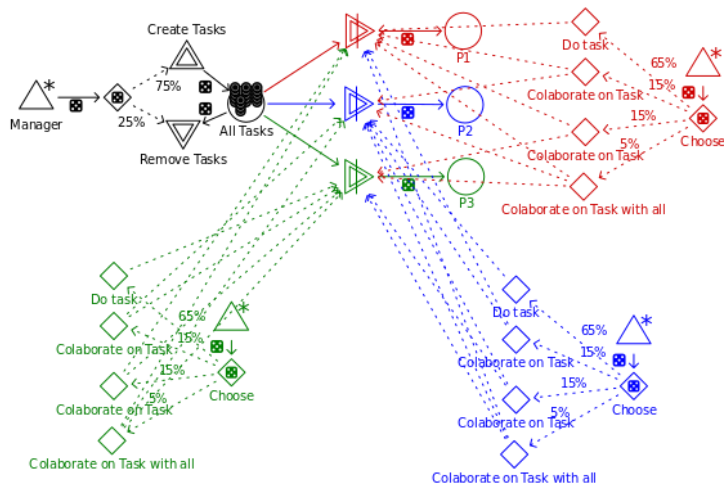 Create Tasks
75%
Manager
25%
All Tasks
Remove Tasks
P1
P2
P3
Do task
65%
Colaborate on Task
15%
15%
Choose
Colaborate on Task
5%
Colaborate on Task with all
Do task
65%
Colaborate on Task
15%
15%
Colaborate on Task
5%
Choose
Colaborate on Task with all
Do task
65%
Colaborate on Task
15%
15%
Colaborate on Task
5%
Choose
Colaborate on Task with all